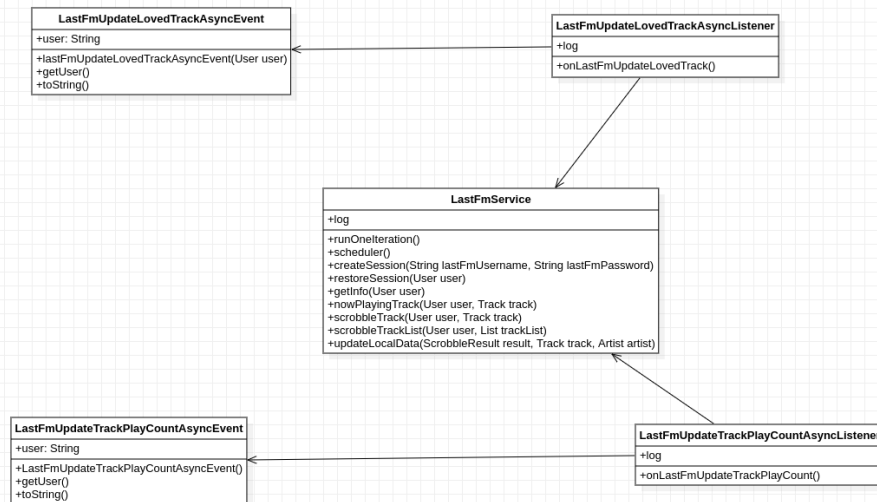 LastFmUpdateLovedTrackAsyncEvent
+user: String
+lastFmUpdateLovedTrackAsyncEvent(User user)
+getUser()
+toString()
LastFmUpdateLovedTrackAsyncListener
+log
+onLastFmUpdateLovedTrack()
LastFmService
+log
+runOneIteration()
+scheduler()
+createSession(String lastFmUsername, String lastFmPassword)
+restoreSession(User user)
+getInfo(User user)
+nowPlayingTrack(User user, Track track)
+scrobbleTrack(User user, Track track)
+scrobbleTrackList(User user, List trackList)
+updateLocalData(ScrobbleResult result, Track track, Artist artist)
LastFmUpdateTrackPlayCountAsyncEvent
+user: String
+LastFmUpdateTrackPlayCountAsyncEvent()
+getUser()
+toString()
LastFmUpdateTrackPlayCountAsyncListener
+log
+onLastFmUpdateTrackPlayCount()